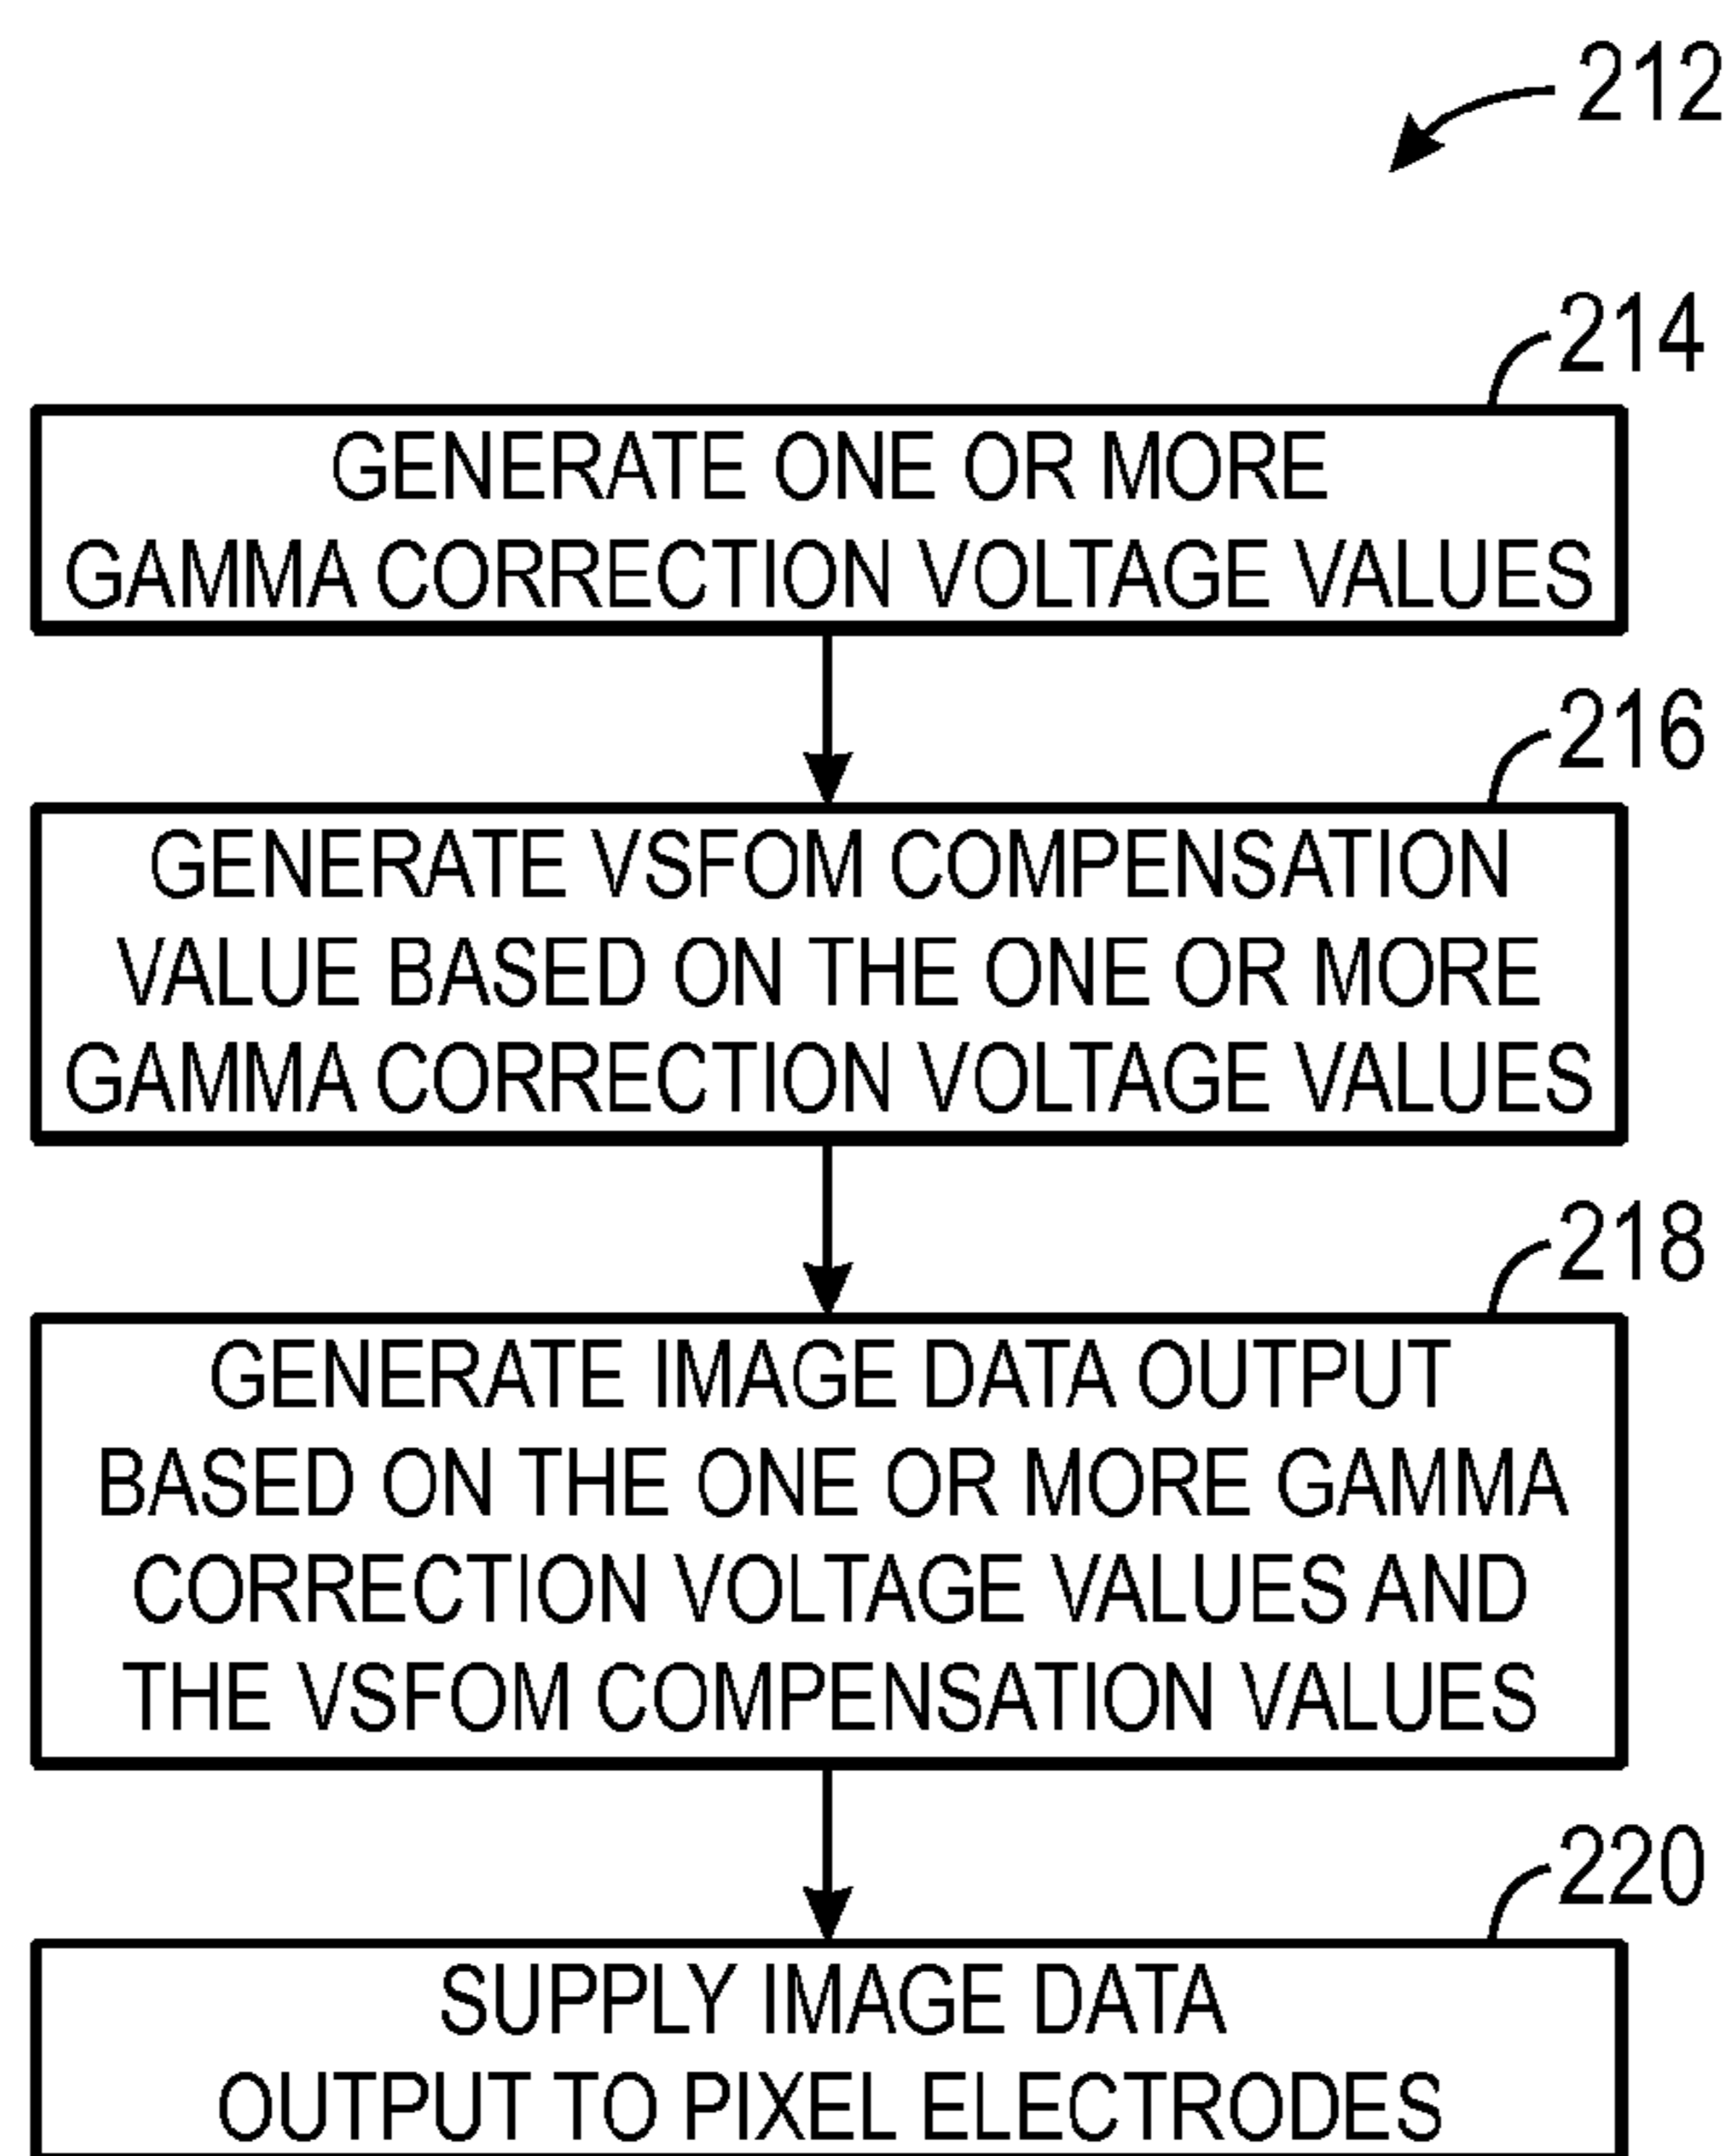 212
214
GENERATE ONE OR MORE
GAMMA CORRECTION VOLTAGE VALUES
216
GENERATE VSFOM COMPENSATION
VALUE BASED ON THE ONE OR MORE
GAMMA CORRECTION VOLTAGE VALUES
218
GENERATE IMAGE DATA OUTPUT
BASED ON THE ONE OR MORE GAMMA
CORRECTION VOLTAGE VALUES AND
THE VSFOM COMPENSATION VALUES
220
SUPPLY IMAGE DATA
OUTPUT TO PIXEL ELECTRODES